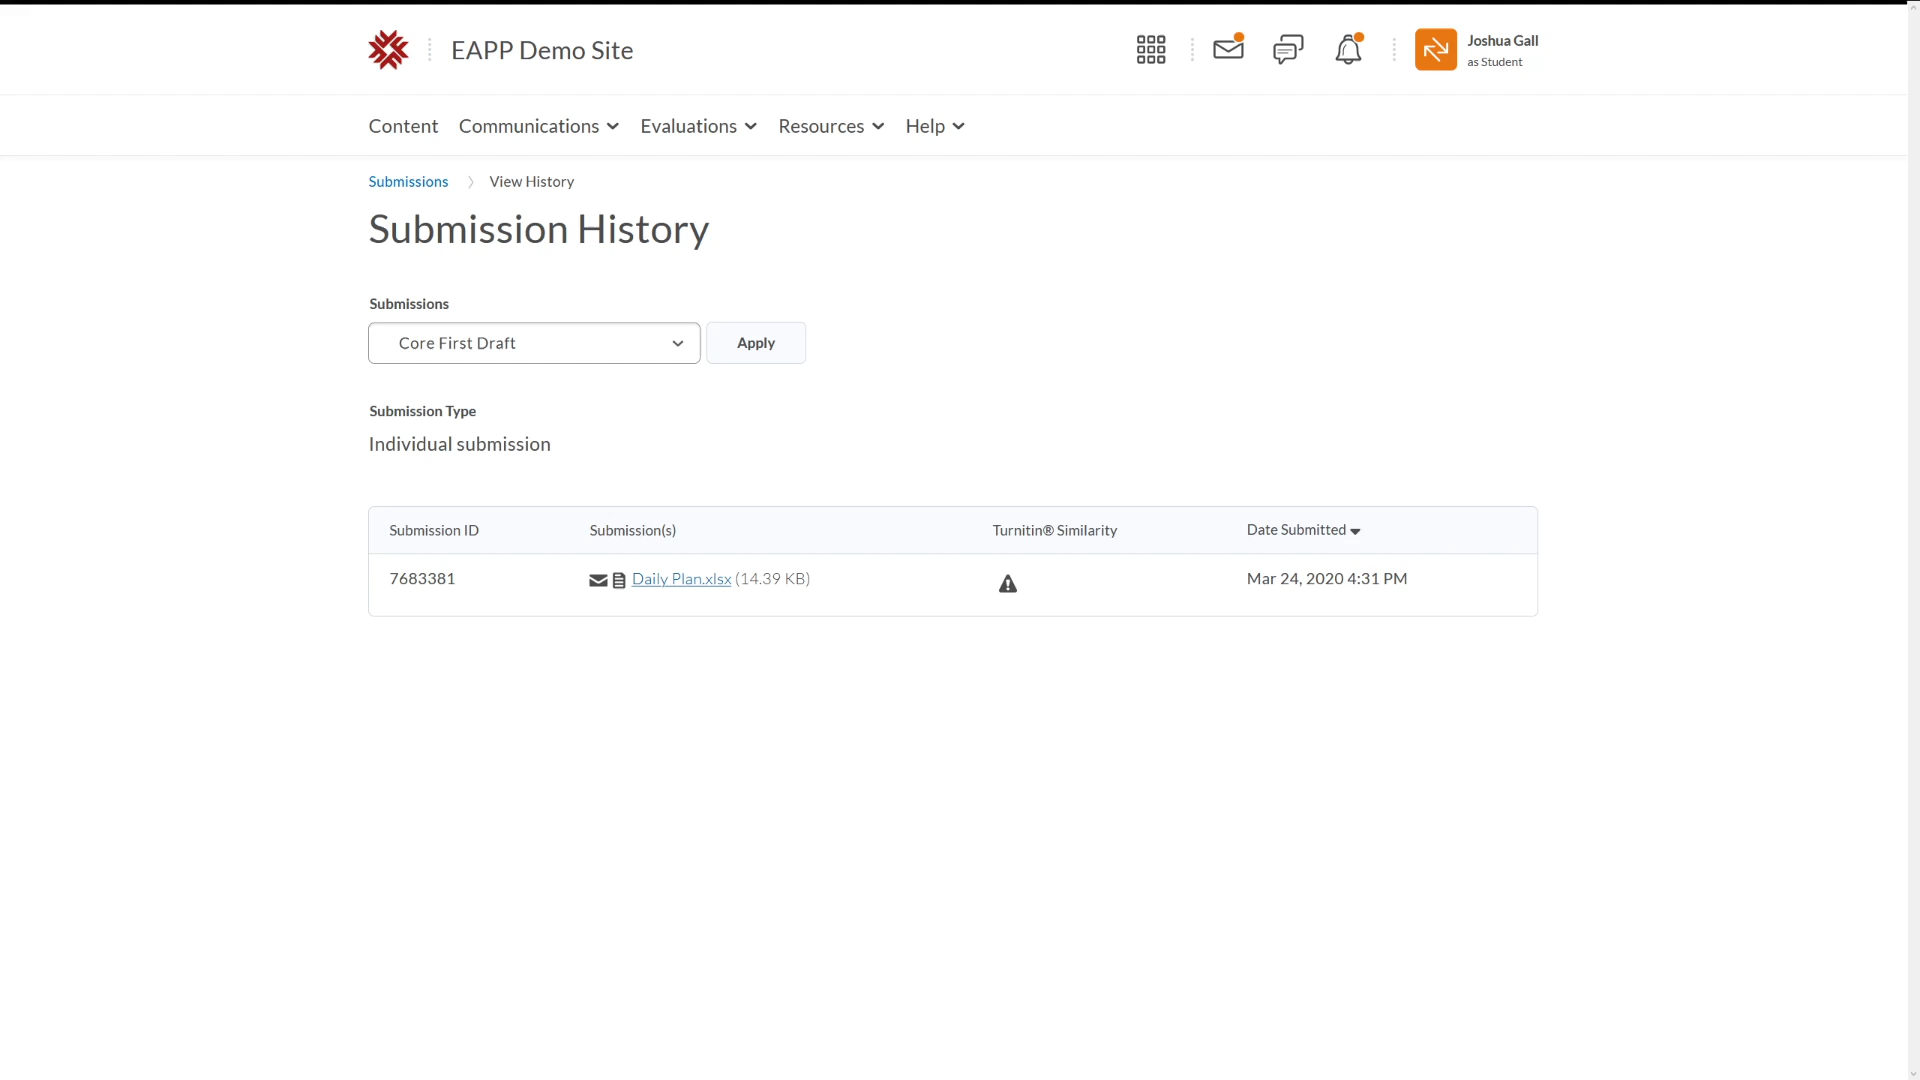 EAPP Demo Site
Joshua Gall
as Student
Content Communications Evaluations Resources Help
Submissions View History
Submission History
Submissions
Core First Draft Apply
Submission Type
Individual submission
Submission ID Submission(s) Turnitin® Similarity Date Submitted
7683381 Daily Plan.xlsx (14.39 KB) Mar 24, 2020 4:31 PM